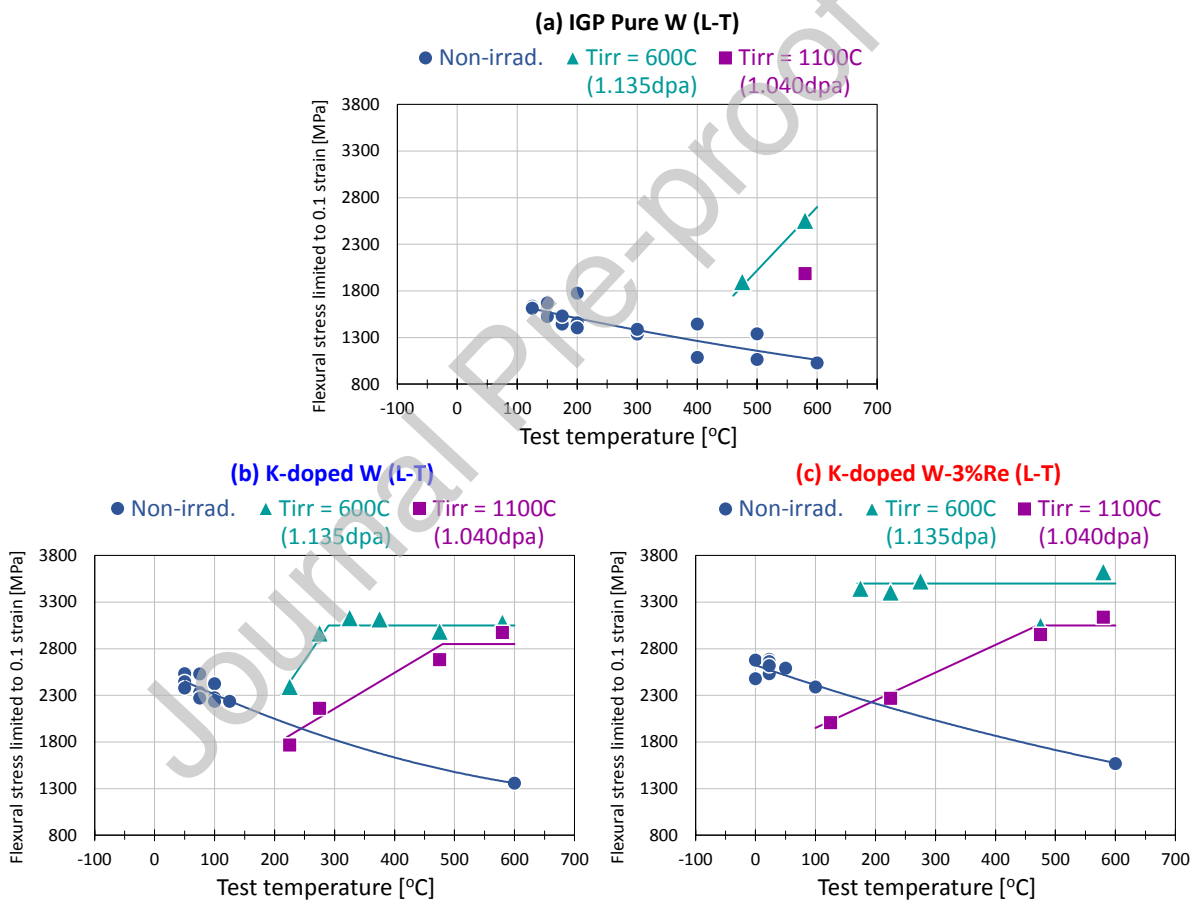 (a) IGP Pure W (L-T)
Non-irrad. Tirr = 600C Tirr = 1100C
(1.135dpa) (1.040dpa)
Flexural stress limited to 0.1 strain [MPa]
3800
3300
2800
2300
1800
1300
800
-100 0 100 200 300 400 500 600 700
Test temperature [°C]
(b) K-doped W (L-T)
Non-irrad. Tirr = 600C Tirr = 1100C
(1.135dpa) (1.040dpa)
Flexural stress limited to 0.1 strain [MPa]
3800
3300
2800
2300
1800
1300
800
-100 0 100 200 300 400 500 600 700
Test temperature [°C]
(c) K-doped W-3%Re (L-T)
Non-irrad. Tirr = 600C Tirr = 1100C
(1.135dpa) (1.040dpa)
Flexural stress limited to 0.1 strain [MPa]
3800
3300
2800
2300
1800
1300
800
-100 0 100 200 300 400 500 600 700
Test temperature [°C]
Journal Pre-proof